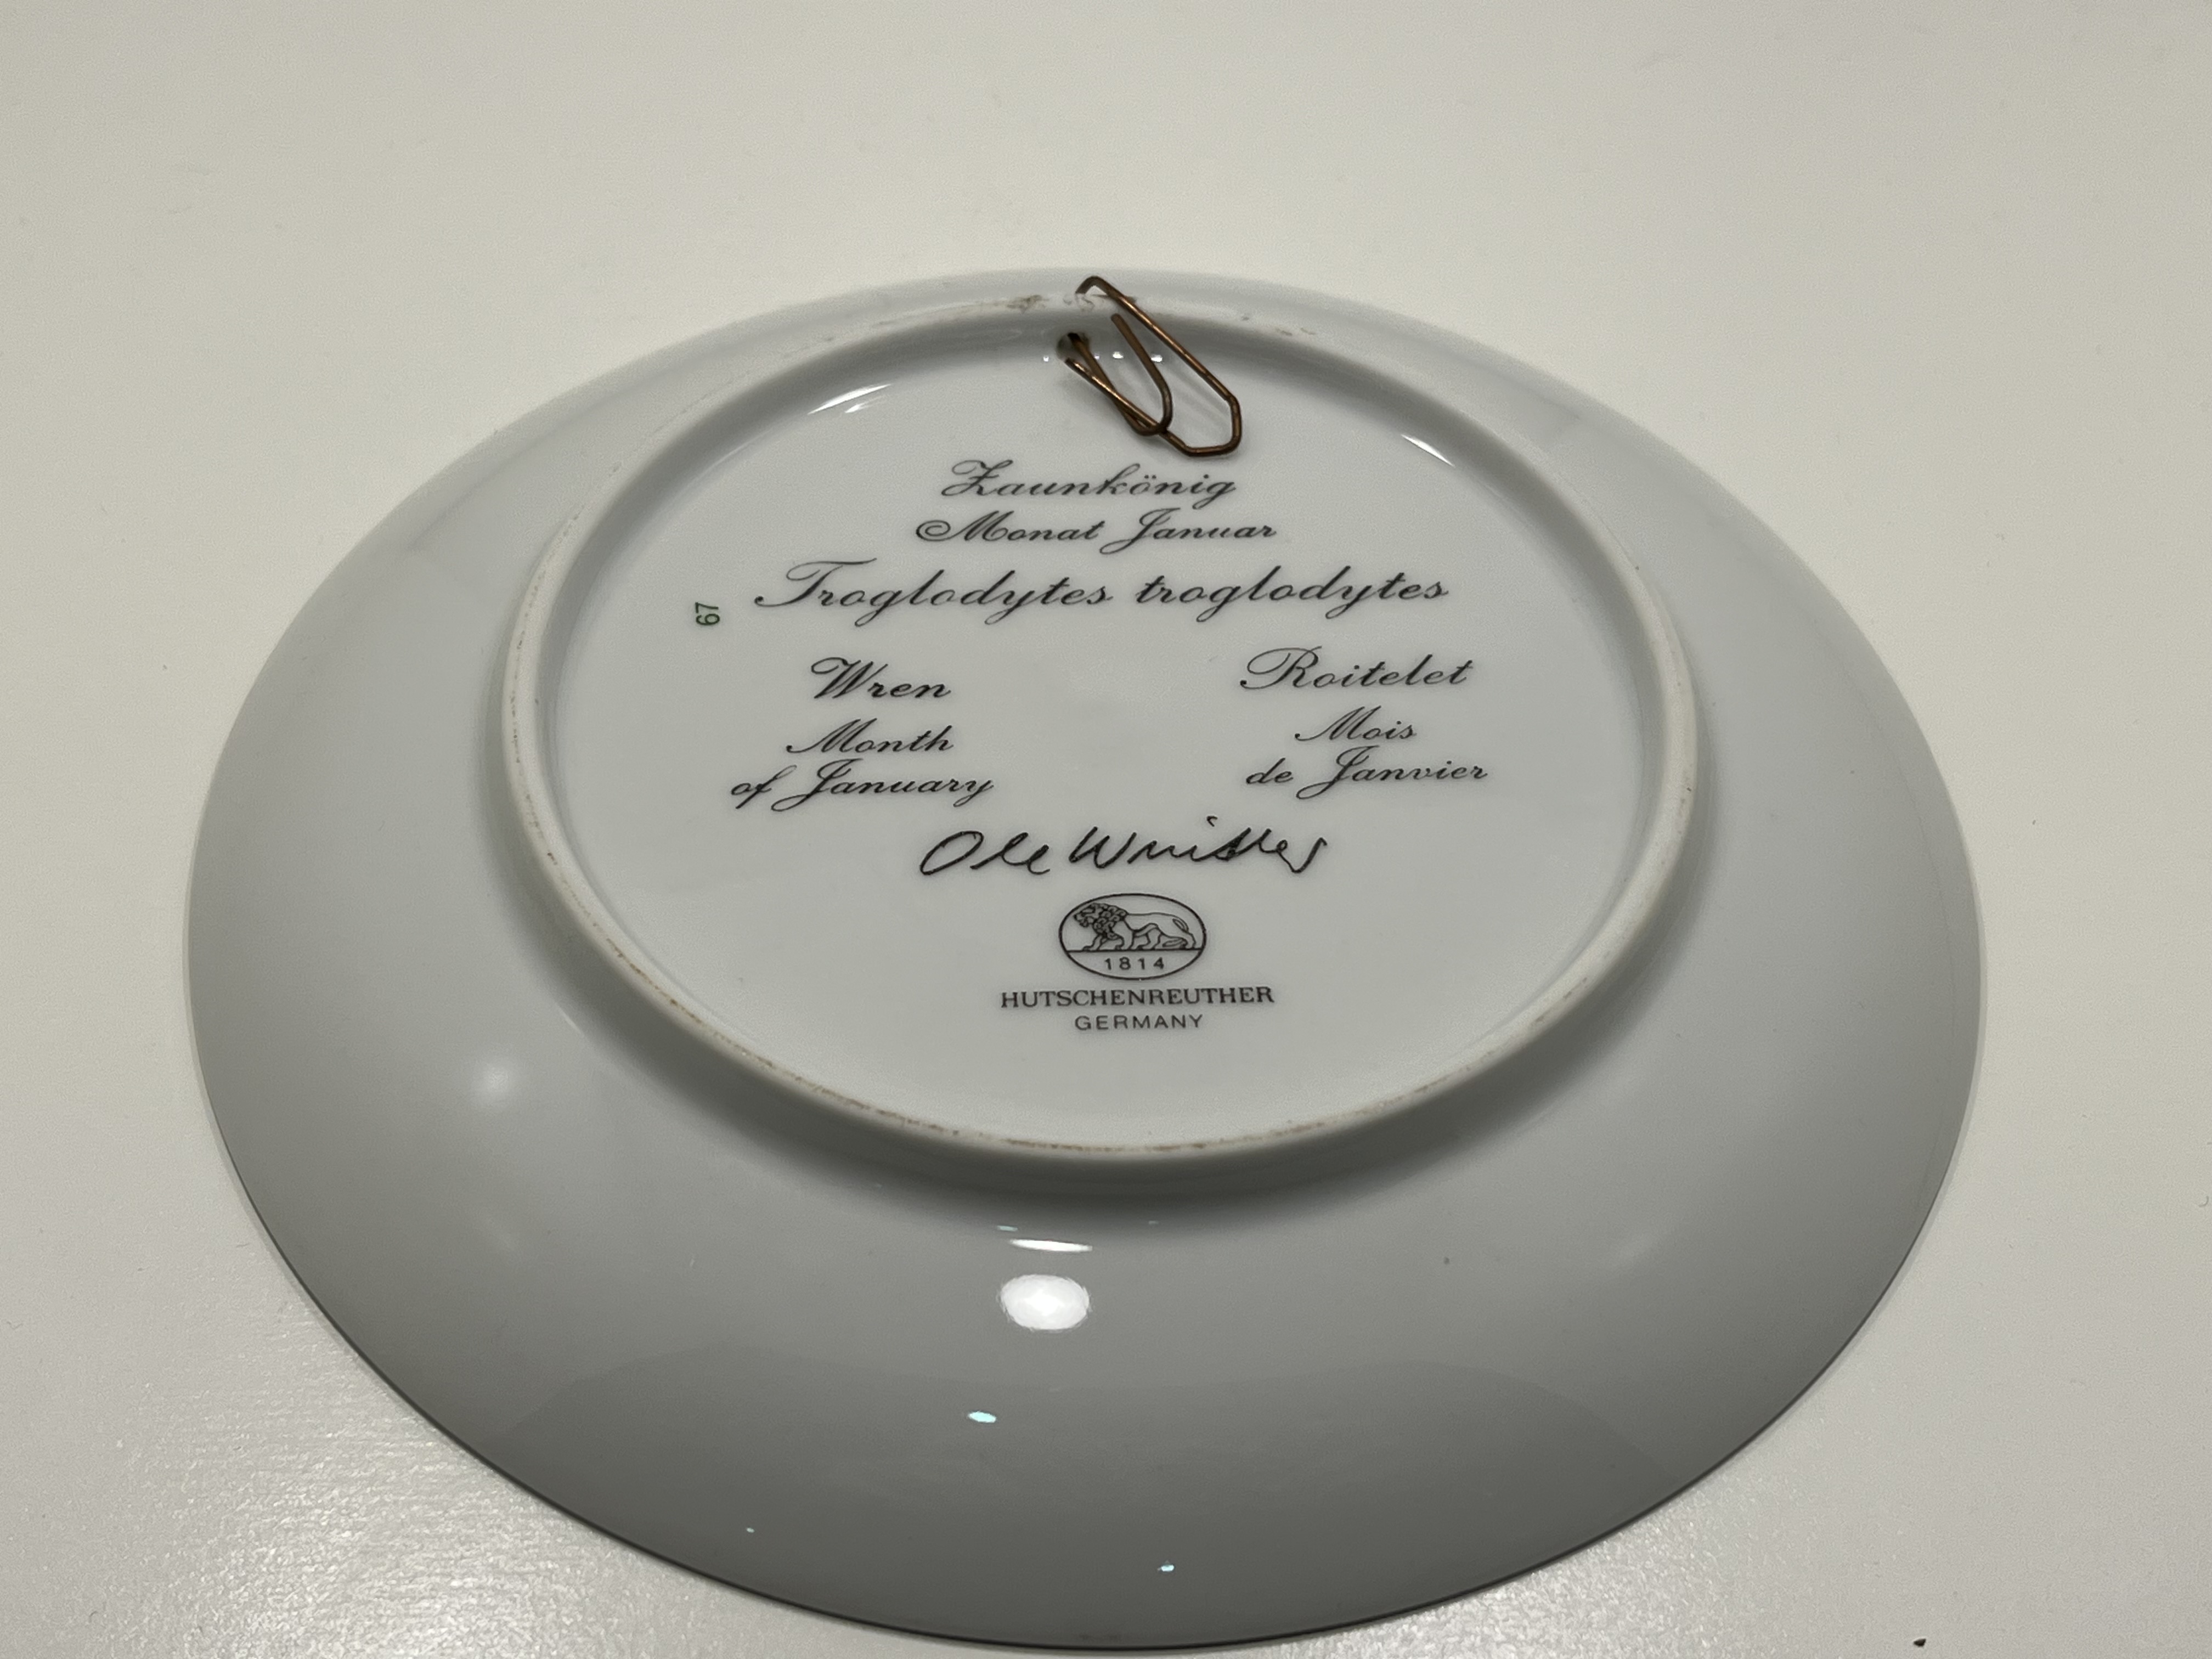 Zaunkönig
Monat Januar
Troglodytes troglodytes
67
Wren
Month
of January
Roitelet
Mois
de Janvier
Ole Winther
1814
HUTSCHENREUTHER
GERMANY